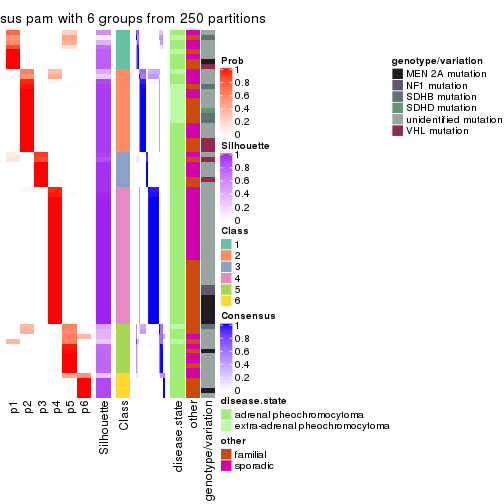 sus pam with 6 groups from 250 partitions
Prob
1
0.8
0.6
0.4
0.2
0
Silhouette
1
0.8
0.6
0.4
0.2
0
Class
1
2
3
4
5
6
Consensus
1
0.8
0.6
0.4
0.2
0
disease.state
adrenal pheochromocytoma
extra-adrenal pheochromocytoma
other
familial
sporadic
genotype/variation
MEN 2A mutation
NF1 mutation
SDHB mutation
SDHD mutation
unidentified mutation
VHL mutation
p1
p2
p3
p4
p5
p6
Silhouette
Class
disease.state
other
genotype/variation